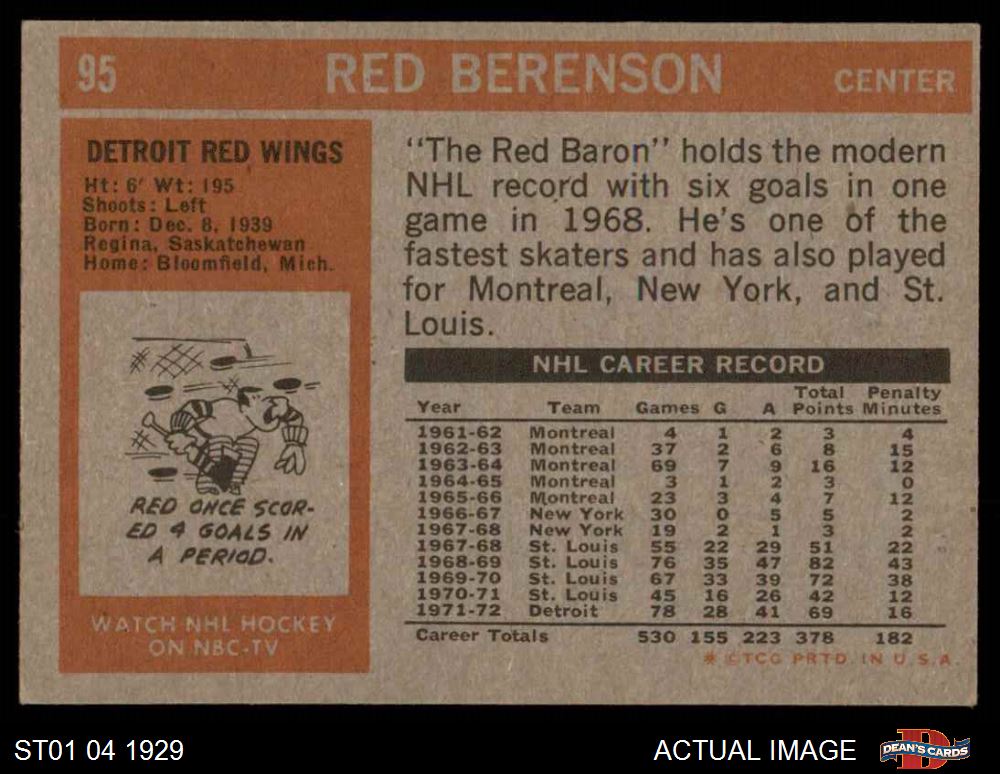 95 RED BERENSON CENTER
DETROIT RED WINGS
Ht: 6' Wt: 195
Shoots: Left
Born: Dec. 8, 1939
Regina, Saskatchewan
Home: Bloomfield, Mich.
RED ONCE SCOR-
ED 4 GOALS IN
A PERIOD.
WATCH NHL HOCKEY
ON NBC-TV
"The Red Baron" holds the modern
NHL record with six goals in one
game in 1968. He's one of the
fastest skaters and has also played
for Montreal, New York, and St.
Louis.
NHL CAREER RECORD
Total Penalty
Year Team Games G A Points Minutes
1961-62 Montreal 4 1 2 3 4
1962-63 Montreal 37 2 6 8 15
1963-64 Montreal 69 7 9 16 12
1964-65 Montreal 3 1 2 3 0
1965-66 Montreal 23 3 4 7 12
1966-67 New York 30 0 5 5 2
1967-68 New York 19 2 1 3 2
1967-68 St. Louis 55 22 29 51 22
1968-69 St. Louis 76 35 47 82 43
1969-70 St. Louis 67 33 39 72 38
1970-71 St. Louis 45 16 26 42 12
1971-72 Detroit 78 28 41 69 16
Career Totals 530 155 223 378 182
* © TCG PRTD. IN U.S.A.
ST01 04 1929
ACTUAL IMAGE
DEAN'S CARDS